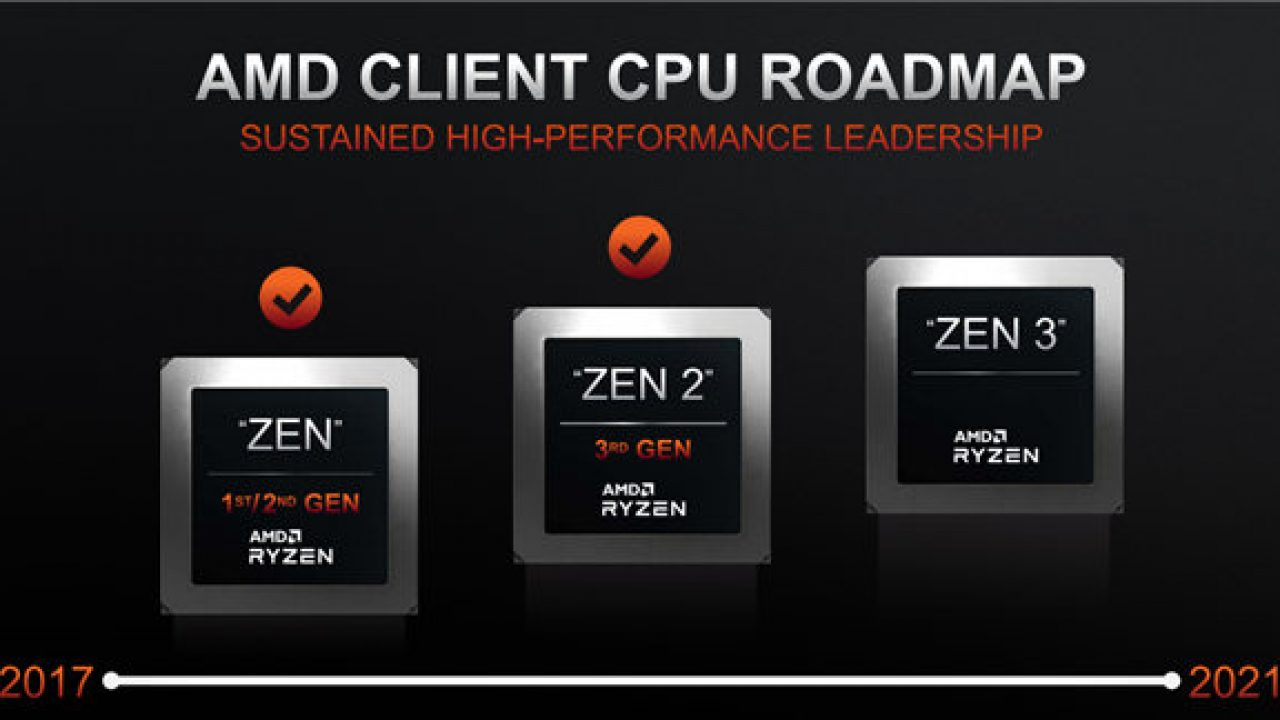 AMD CLIENT CPU ROADMAP
SUSTAINED HIGH-PERFORMANCE LEADERSHIP
"ZEN"
1ST/2ND GEN
AMD
RYZEN
"ZEN 2"
3RD GEN
AMD
RYZEN
"ZEN 3"
AMD
RYZEN
2017
2021